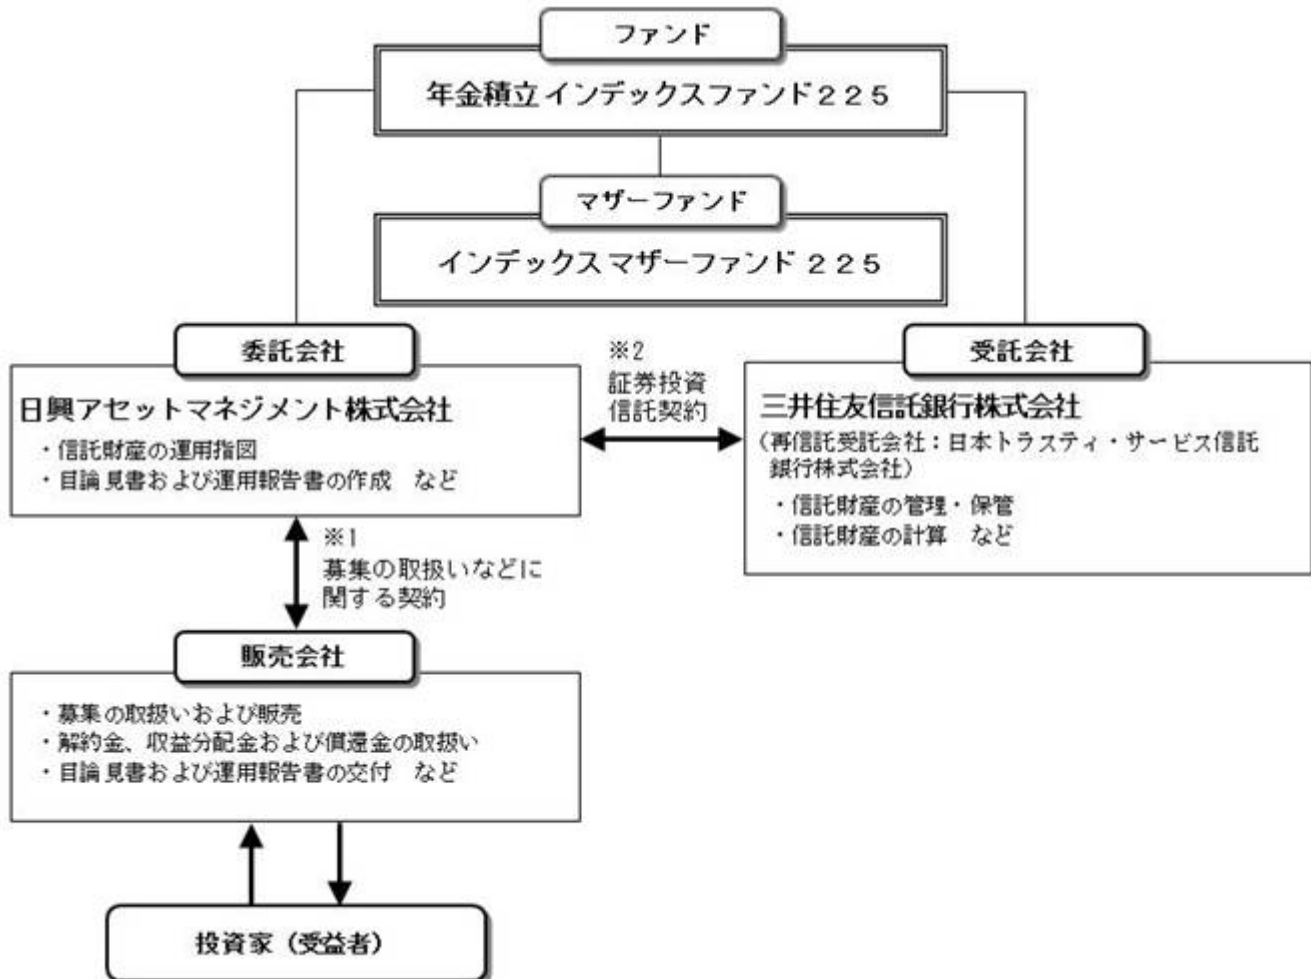 ファンド
年金積立インデックスファンド２２５
マザーファンド
インデックスマザーファンド２２５
委託会社
日興アセットマネジメント株式会社
・信託財産の運用指図
・目論見書および運用報告書の作成　など
※2
証券投資
信託契約
受託会社
三井住友信託銀行株式会社
（再信託受託会社：日本トラスティ・サービス信託
銀行株式会社）
・信託財産の管理・保管
・信託財産の計算　など
※1
募集の取扱いなどに
関する契約
販売会社
・募集の取扱いおよび販売
・解約金、収益分配金および償還金の取扱い
・目論見書および運用報告書の交付　など
投資家（受益者）